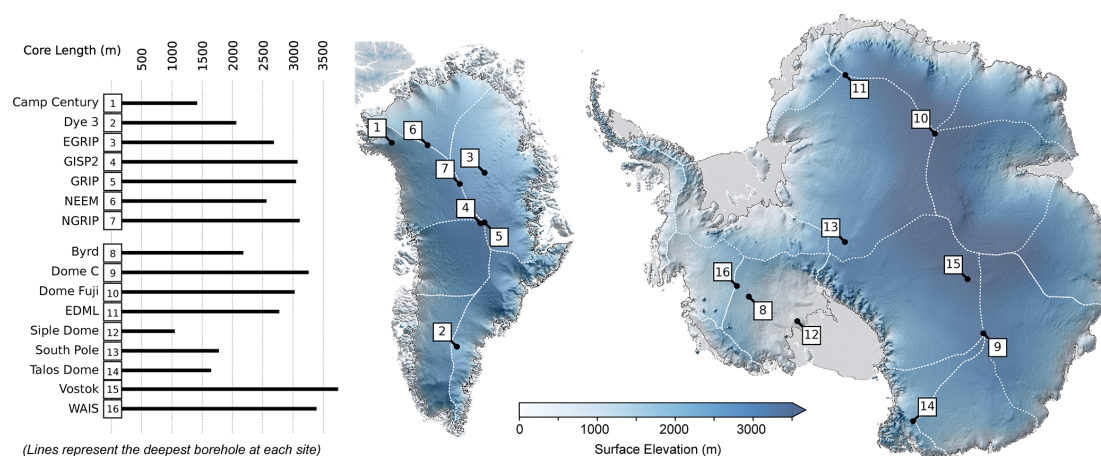 Core Length (m)
500 1000 1500 2000 2500 3000 3500
Camp Century 1
Dye 3 2
EGRIP 3
GISP2 4
GRIP 5
NEEM 6
NGRIP 7
Byrd 8
Dome C 9
Dome Fuji 10
EDML 11
Siple Dome 12
South Pole 13
Talos Dome 14
Vostok 15
WAIS 16
(Lines represent the deepest borehole at each site)
1
6
3
7
4
5
2
11
10
13
15
16
8
12
9
14
0 1000 2000 3000
Surface Elevation (m)